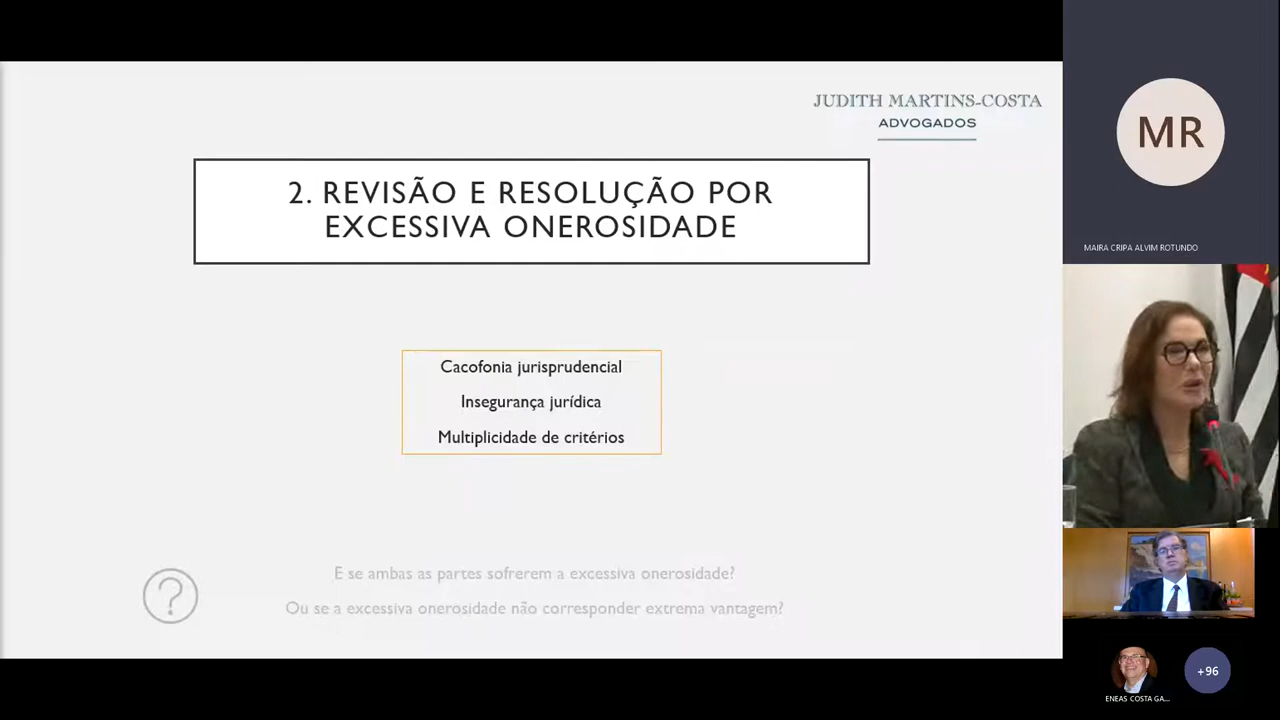 JUDITH MARTINS-COSTA
ADVOGADOS
2. REVISÃO E RESOLUÇÃO POR
EXCESSIVA ONEROSIDADE
Cacofonia jurisprudencial
Insegurança jurídica
Multiplicidade de critérios
?
E se ambas as partes sofrerem a excessiva onerosidade?
Ou se a excessiva onerosidade não corresponder extrema vantagem?
MR
MAIRA CRIPA ALVIM ROTUNDO
ENEAS COSTA GA...
+96